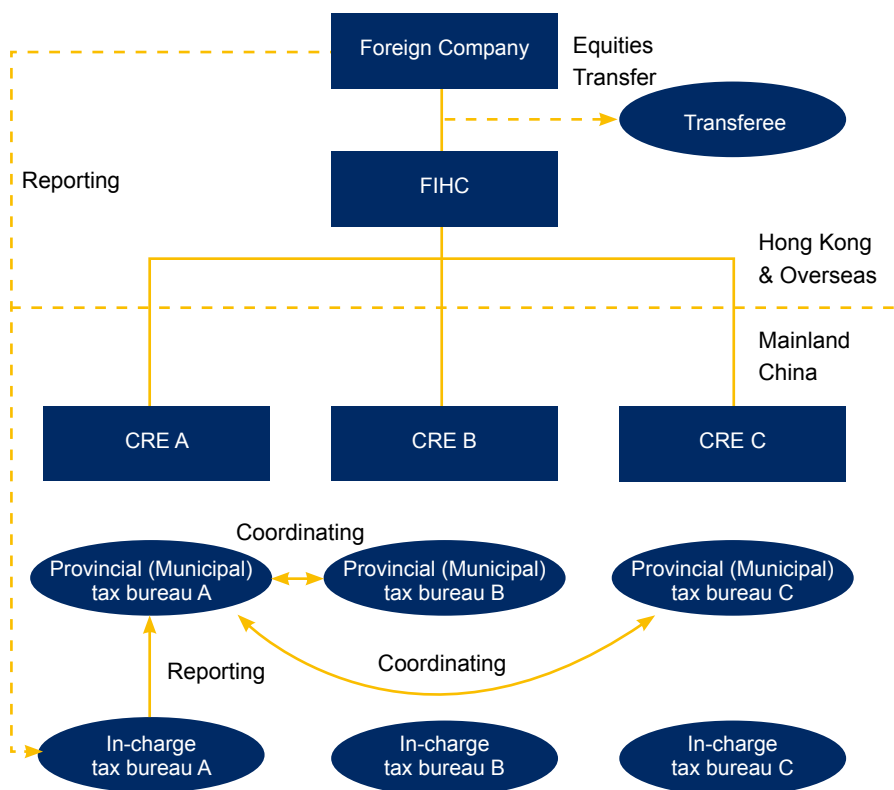 Foreign Company
Equities
Transfer
Transferee
Reporting
FIHC
Hong Kong
& Overseas
Mainland
China
CRE A
CRE B
CRE C
Coordinating
Provincial (Municipal)
tax bureau A
Provincial (Municipal)
tax bureau B
Provincial (Municipal)
tax bureau C
Reporting
Coordinating
In-charge
tax bureau A
In-charge
tax bureau B
In-charge
tax bureau C